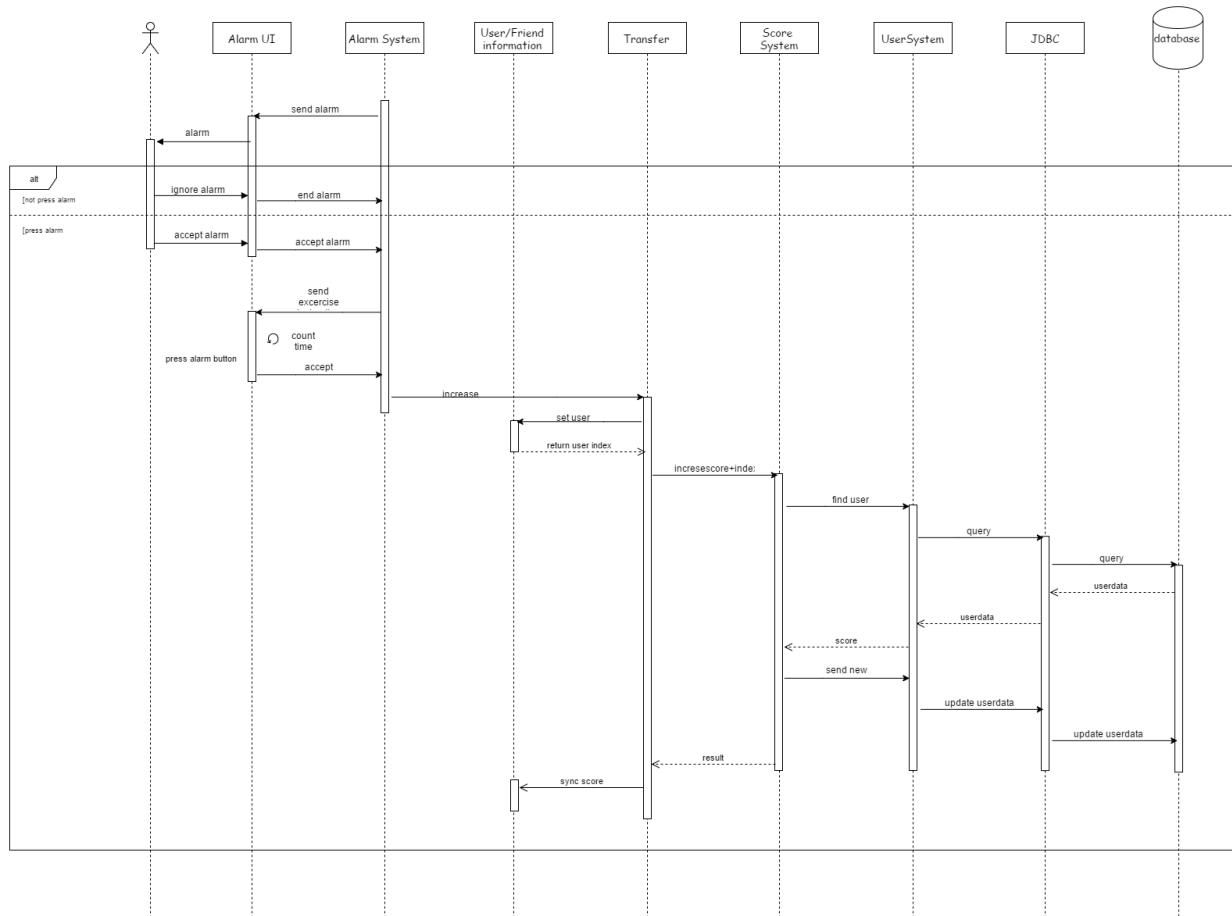 Alarm UI
Alarm System
User/Friend
information
Transfer
Score
System
UserSystem
JDBC
database
send alarm
alarm
alt
ignore alarm
end alarm
[not press alarm
[press alarm
accept alarm
accept alarm
send
excercise
count
time
press alarm button
accept
increase
set user
return user index
incresescore+inde
find user
query
query
userdata
userdata
score
send new
update userdata
update userdata
result
sync score